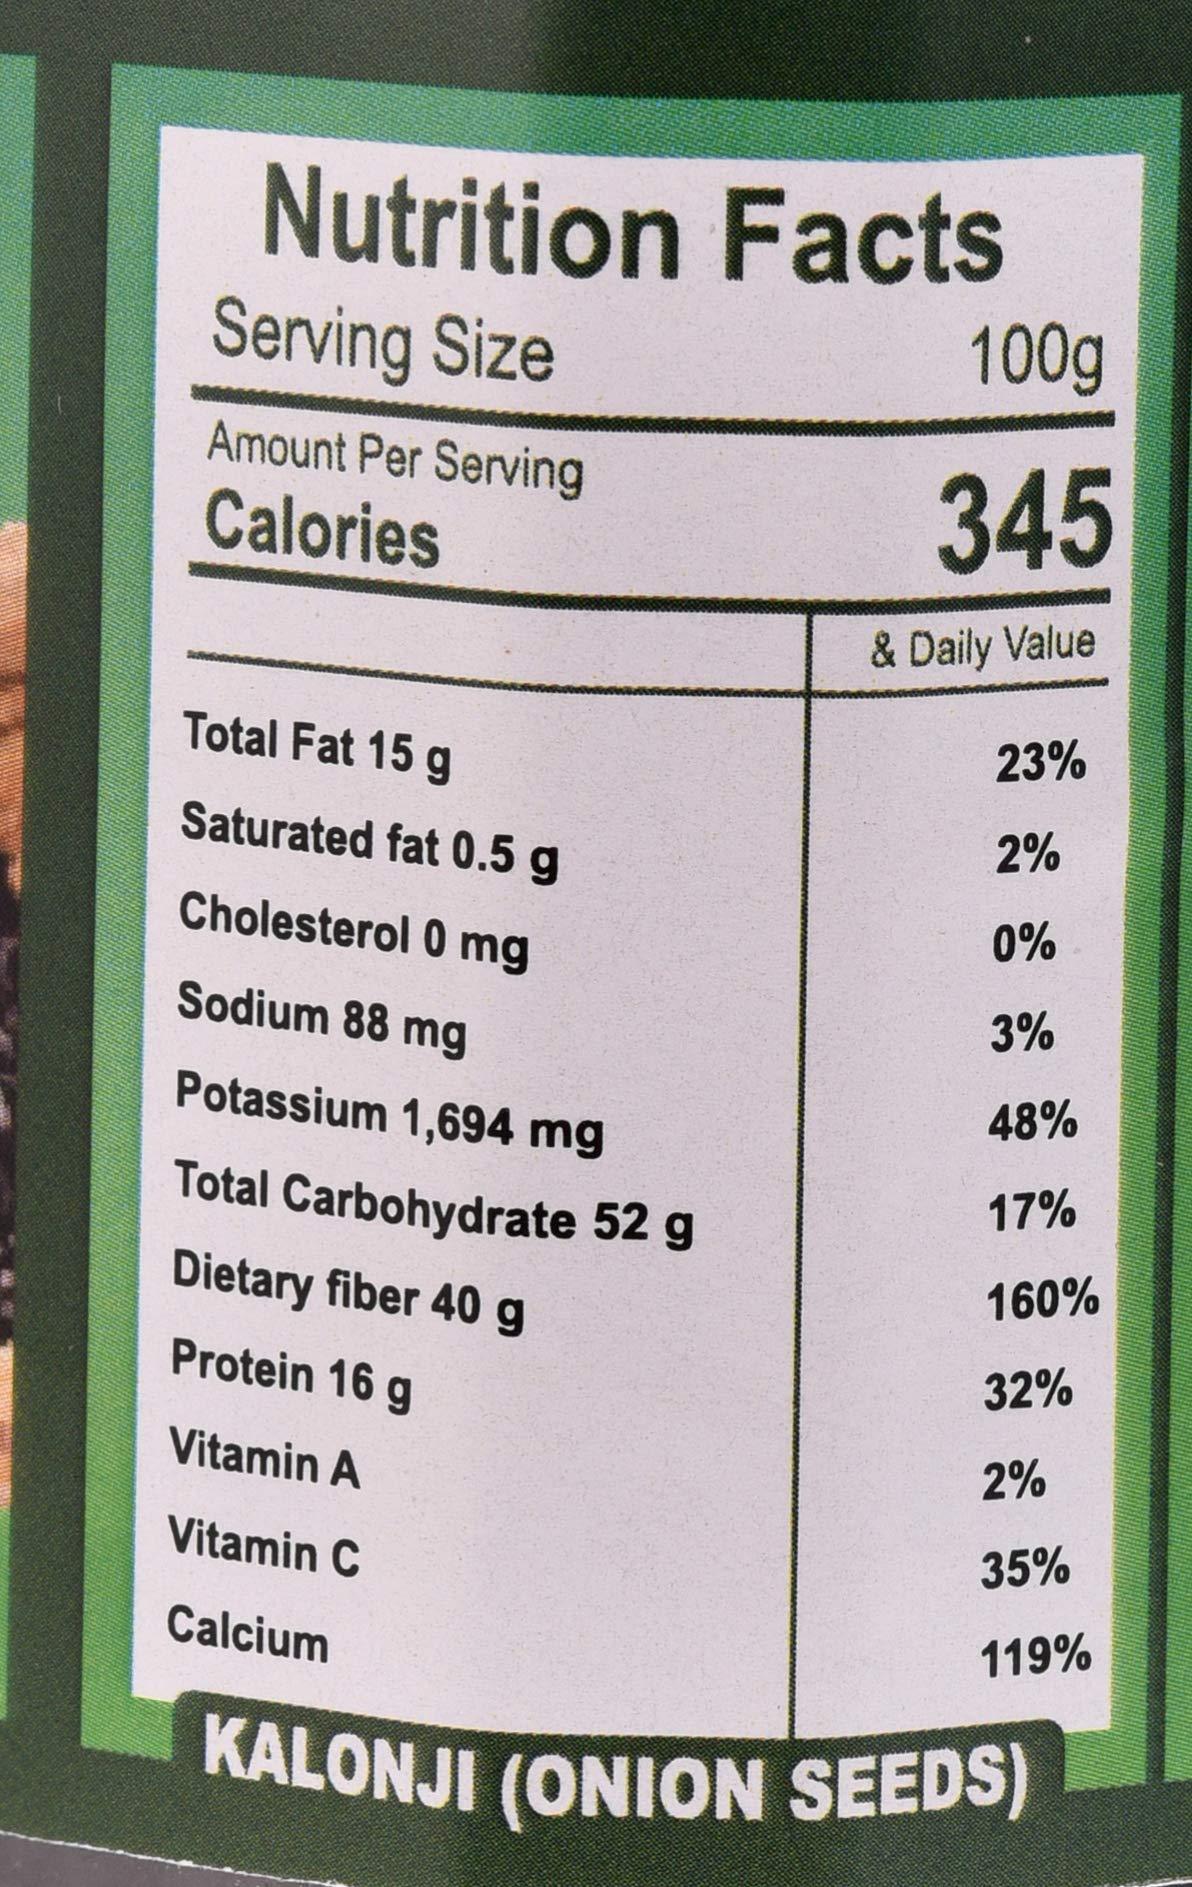 Nutrition Facts
Serving Size 100g
Amount Per Serving
Calories 345
& Daily Value
Total Fat 15 g 23%
Saturated fat 0.5 g 2%
Cholesterol 0 mg 0%
Sodium 88 mg 3%
Potassium 1,694 mg 48%
Total Carbohydrate 52 g 17%
Dietary fiber 40 g 160%
Protein 16 g 32%
Vitamin A 2%
Vitamin C 35%
Calcium 119%
KALONJI (ONION SEEDS)